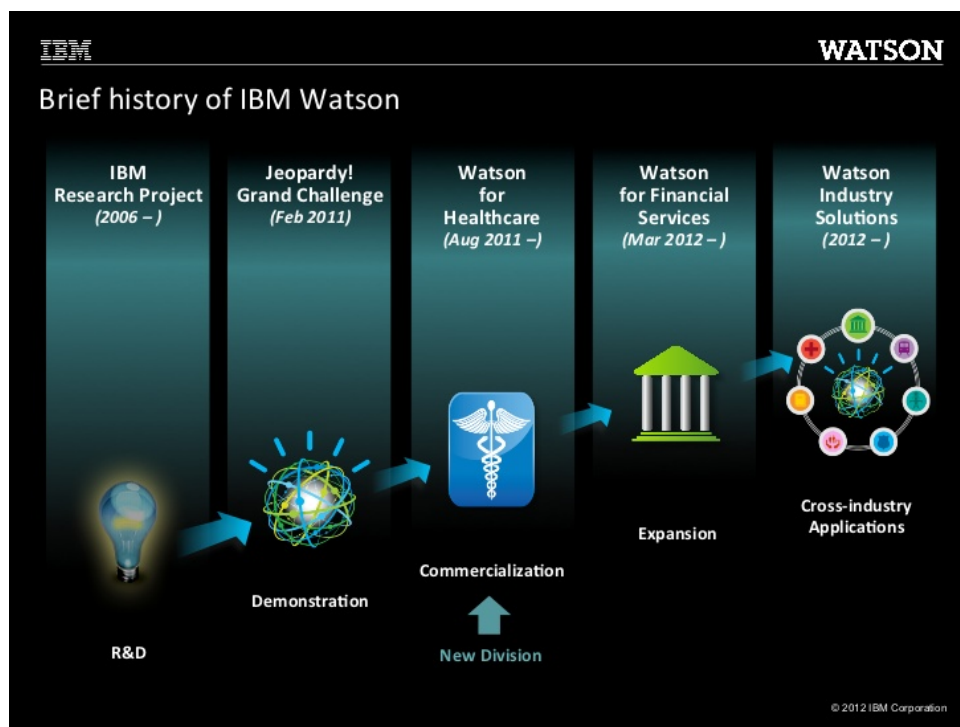 IBM
WATSON
Brief history of IBM Watson
IBM
Research Project
(2006 – )
Jeopardy!
Grand Challenge
(Feb 2011)
Watson
for
Healthcare
(Aug 2011 –)
Watson
for Financial
Services
(Mar 2012 – )
Watson
Industry
Solutions
(2012 – )
R&D
Demonstration
Commercialization
New Division
Expansion
Cross-industry
Applications
© 2012 IBM Corporation